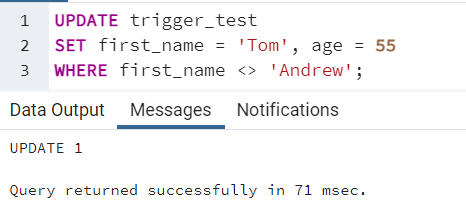 1 UPDATE trigger_test
2 SET first_name = 'Tom', age = 55
3 WHERE first_name <> 'Andrew';
Data Output Messages Notifications
UPDATE 1
Query returned successfully in 71 msec.